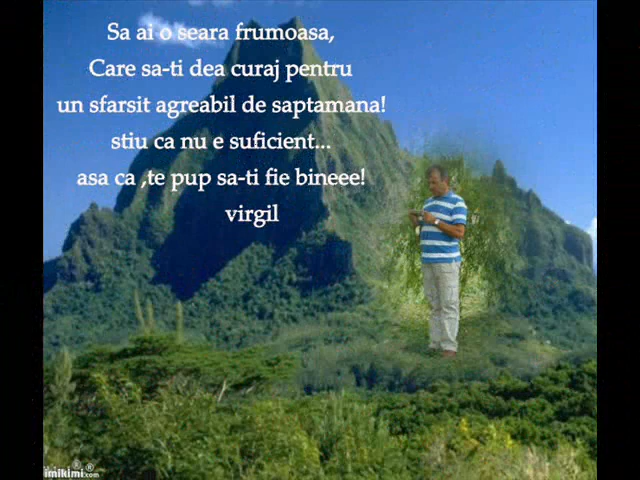 Sa ai o seara frumoasa,
Care sa-ti dea curaj pentru
un sfarsit agreabil de saptamana!
stiu ca nu e suficient...
asa ca ,te pup sa-ti fie bineee!
virgil
imikimi.com